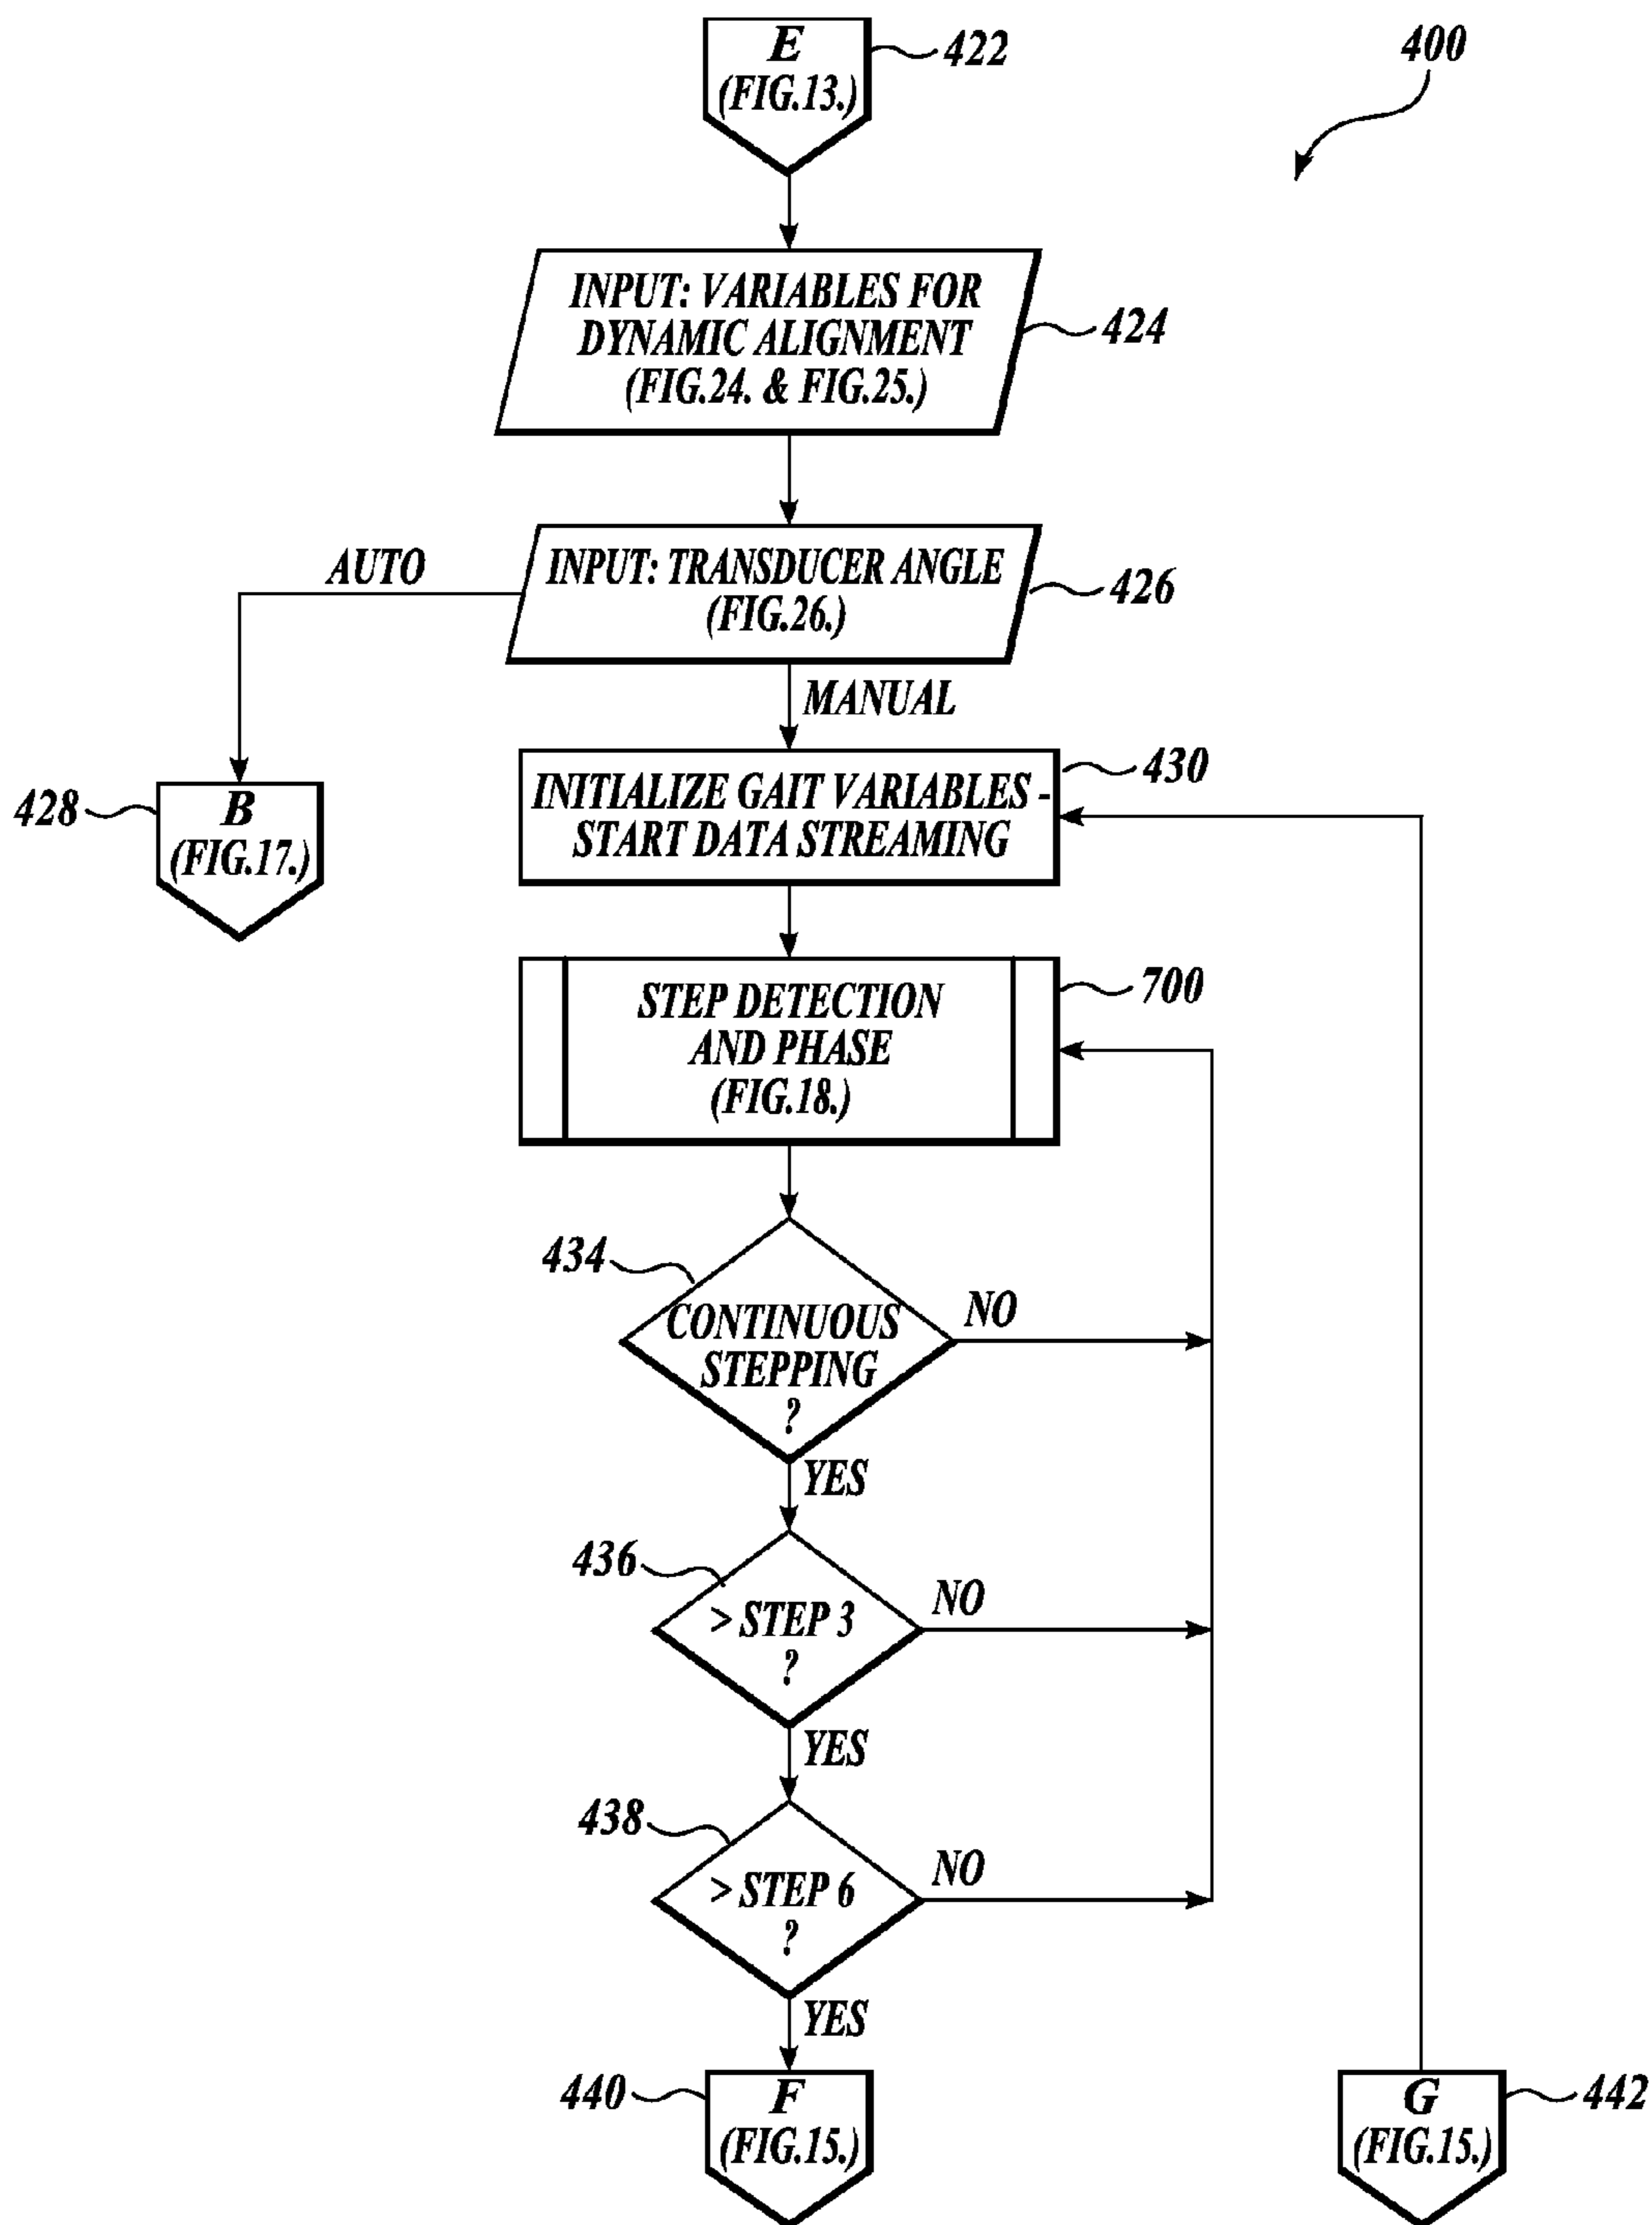 E
(FIG.13.)
422
400
INPUT: VARIABLES FOR
DYNAMIC ALIGNMENT
(FIG.24. & FIG.25.)
424
AUTO
INPUT: TRANSDUCER ANGLE
(FIG.26.)
426
MANUAL
428
B
(FIG.17.)
INITIALIZE GAIT VARIABLES -
START DATA STREAMING
430
STEP DETECTION
AND PHASE
(FIG.18.)
700
434
CONTINUOUS
STEPPING
?
NO
YES
436
> STEP 3
?
NO
YES
438
> STEP 6
?
NO
YES
440
F
(FIG.15.)
G
(FIG.15.)
442